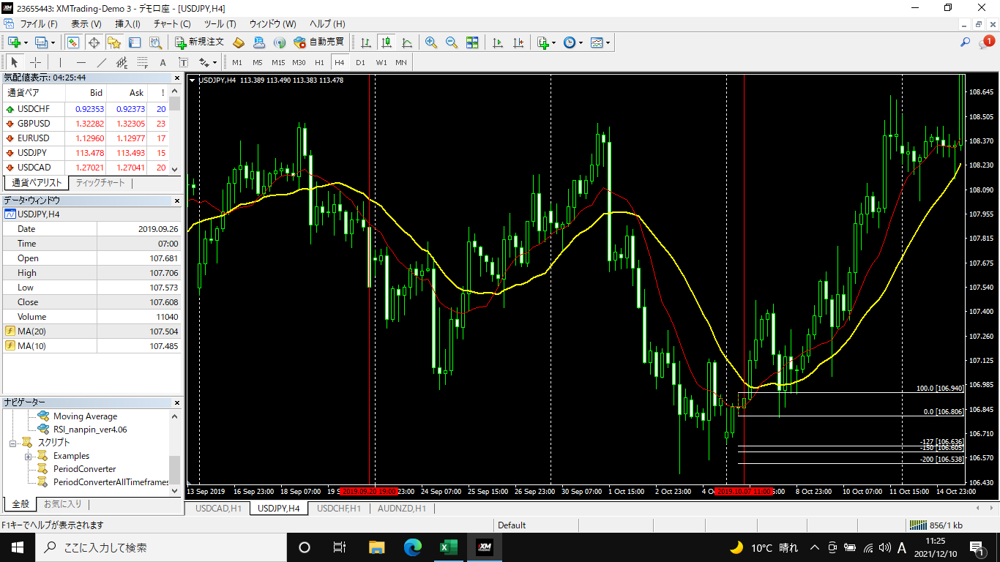 23655443: XMTrading-Demo 3 - デモ口座 - [USDJPY,H4]
ファイル (F) 表示 (V) 挿入(I) チャート (C) ツール (T) ウィンドウ (W) ヘルプ (H)
新規注文 自動売買 1
A T M1 M5 M15 M30 H1 H4 D1 W1 MN
気配値表示: 04:25:44
通貨ペア Bid Ask !
USDCHF 0.92353 0.92373 20
GBPUSD 1.32282 1.32305 23
EURUSD 1.12960 1.12977 17
USDJPY 113.478 113.493 15
USDCAD 1.27021 1.27041 20
通貨ペアリスト ティックチャート
データ・ウィンドウ
USDJPY,H4
Date 2019.09.26
Time 07:00
Open 107.681
High 107.706
Low 107.573
Close 107.608
Volume 11040
MA(20) 107.504
MA(10) 107.485
ナビゲーター
Moving Average
RSI_nanpin_ver4.06
スクリプト
Examples
PeriodConverter
PeriodConverterAllTimeframes
全般 お気に入り
USDJPY,H4 113.389 113.490 113.383 113.478
108.645
108.505
108.370
108.230
108.090
107.955
107.815
107.675
107.540
107.400
107.260
107.125
106.985
106.845
106.710
106.570
106.430
100.0 [106.940]
0.0 [106.806]
-127 [106.636]
-150 [106.605]
-200 [106.538]
13 Sep 2019 16 Sep 23:00 18 Sep 07:00 19 S 2019.09.20 19:00 23:00 24 Sep 07:00 25 Sep 15:00 26 Sep 23:00 30 Sep 07:00 1 Oct 15:00 2 Oct 23:00 4 O 2019.10.07 11:00 5:00 8 Oct 23:00 10 Oct 07:00 11 Oct 15:00 14 Oct 23:00
USDCAD,H1 USDJPY,H4 USDCHF,H1 AUDNZD,H1
F1キーでヘルプが表示されます Default 856/1 kb
ここに入力して検索 XM TRADING 10°C 晴れ A 11:25
2021/12/10 1